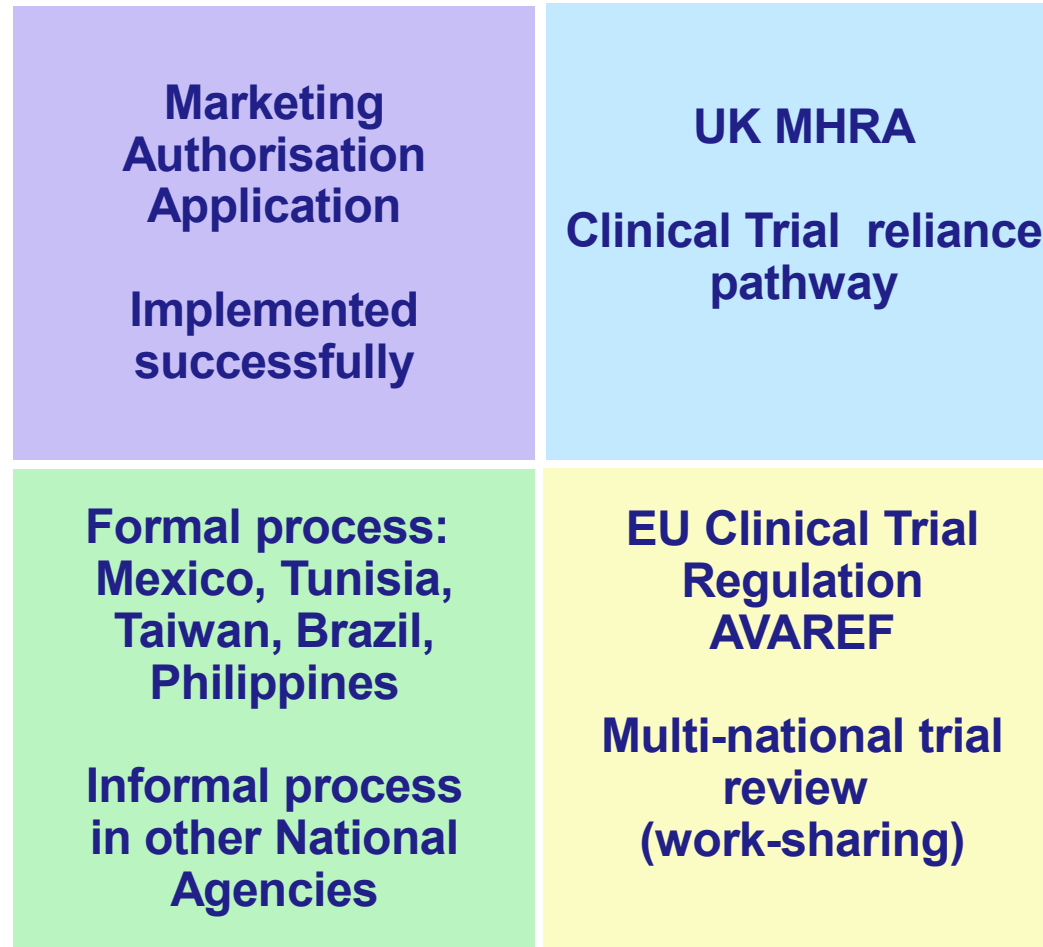 Marketing
Authorisation
Application
Implemented
successfully
UK MHRA
Clinical Trial  reliance
pathway
Formal process:
Mexico, Tunisia,
Taiwan, Brazil,
Philippines
Informal process
in other National
Agencies
EU Clinical Trial
Regulation
AVAREF
Multi-national trial
review
(work-sharing)